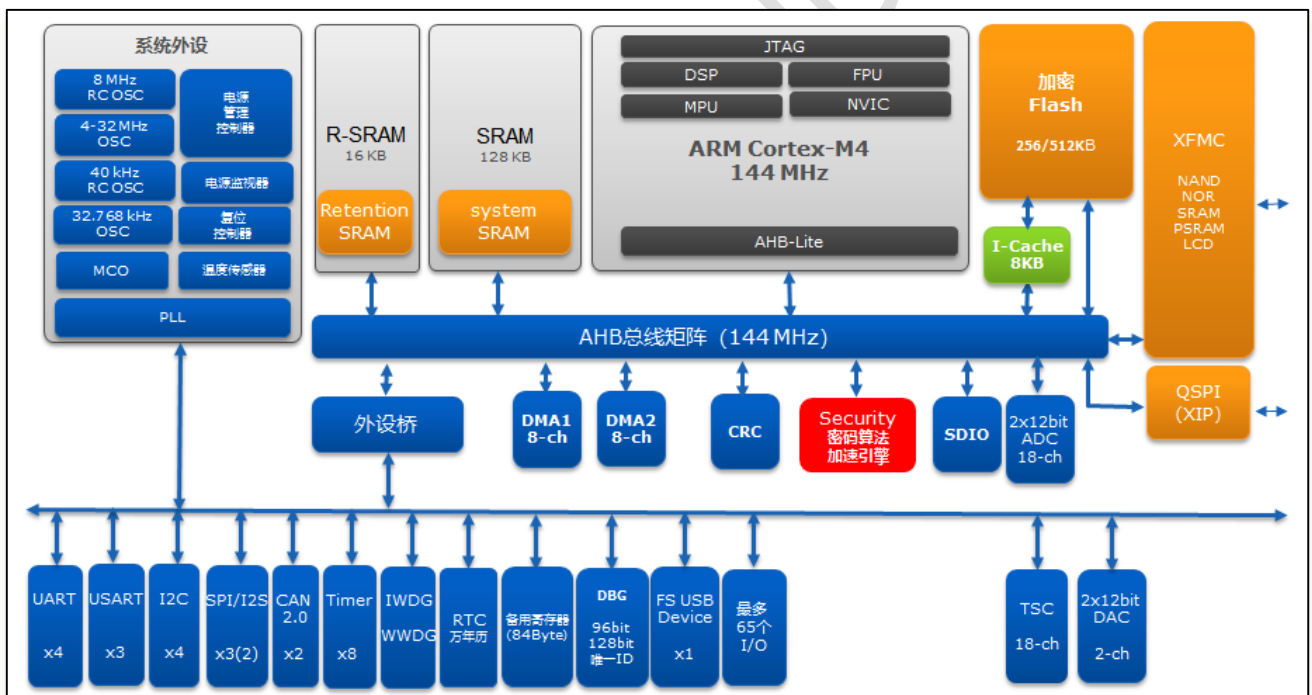 系统外设
8 MHz
RC OSC
电源
管理
控制器
4-32 MHz
OSC
40 kHz
RC OSC
电源监视器
32.768 kHz
OSC
复位
控制器
MCO
温度传感器
PLL
R-SRAM
16 KB
Retention
SRAM
SRAM
128 KB
system
SRAM
JTAG
DSP
FPU
MPU
NVIC
ARM Cortex-M4
144 MHz
AHB-Lite
加密
Flash
256/512KB
I-Cache
8KB
XFMC
NAND
NOR
SRAM
PSRAM
LCD
AHB总线矩阵 (144 MHz)
外设桥
DMA1
8-ch
DMA2
8-ch
CRC
Security
密码算法
加速引擎
SDIO
2x12bit
ADC
18-ch
QSPI
(XIP)
UART
x4
USART
x3
I2C
x4
SPI/I2S
x3(2)
CAN
2.0
x2
Timer
x8
IWDG
WWDG
RTC
万年历
备用寄存器
(84Byte)
DBG
96bit
128bit
唯一ID
FS USB
Device
x1
最多
65个
I/O
TSC
18-ch
2x12bit
DAC
2-ch